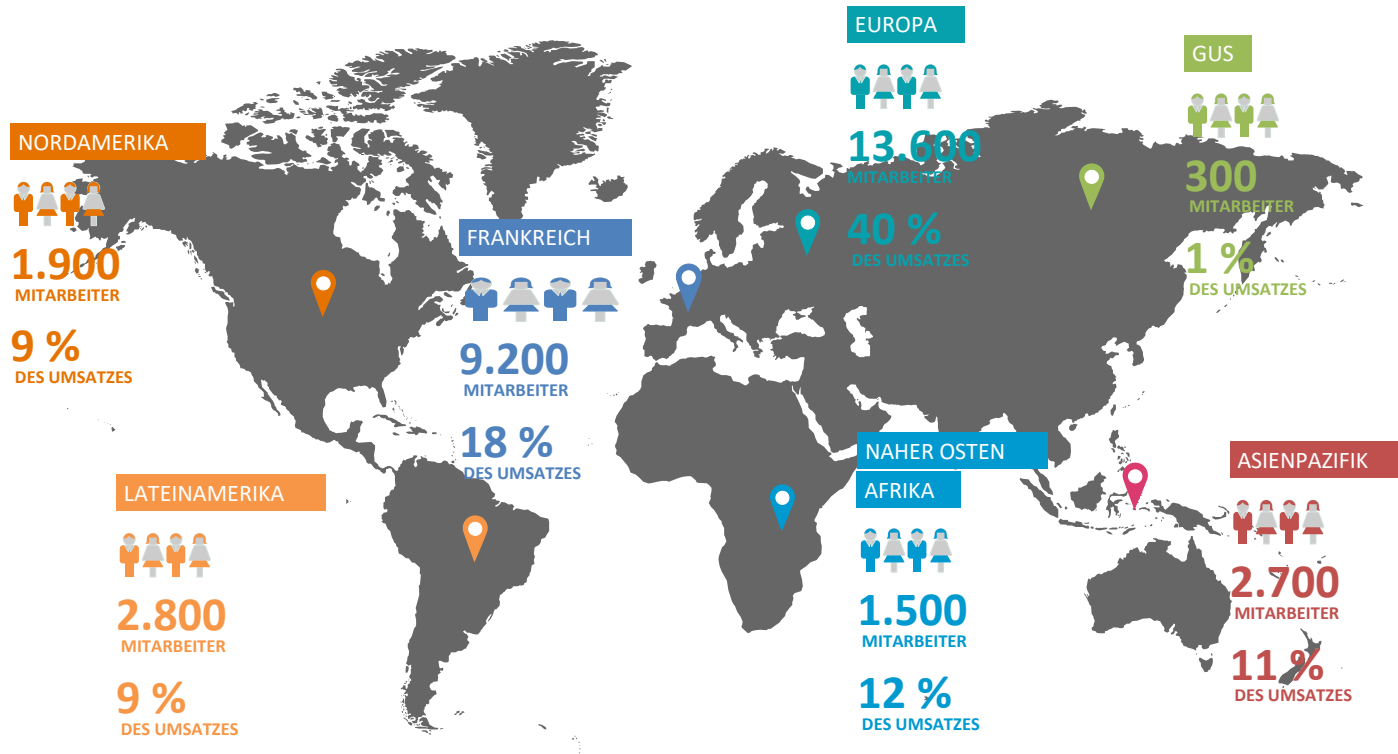 NORDAMERIKA
1.900
MITARBEITER
9 %
DES UMSATZES
LATEINAMERIKA
2.800
MITARBEITER
9 %
DES UMSATZES
FRANKREICH
9.200
MITARBEITER
18 %
DES UMSATZES
EUROPA
13.600
MITARBEITER
40 %
DES UMSATZES
NAHER OSTEN
AFRIKA
1.500
MITARBEITER
12 %
DES UMSATZES
GUS
300
MITARBEITER
1 %
DES UMSATZES
ASIENPAZIFIK
2.700
MITARBEITER
11 %
DES UMSATZES